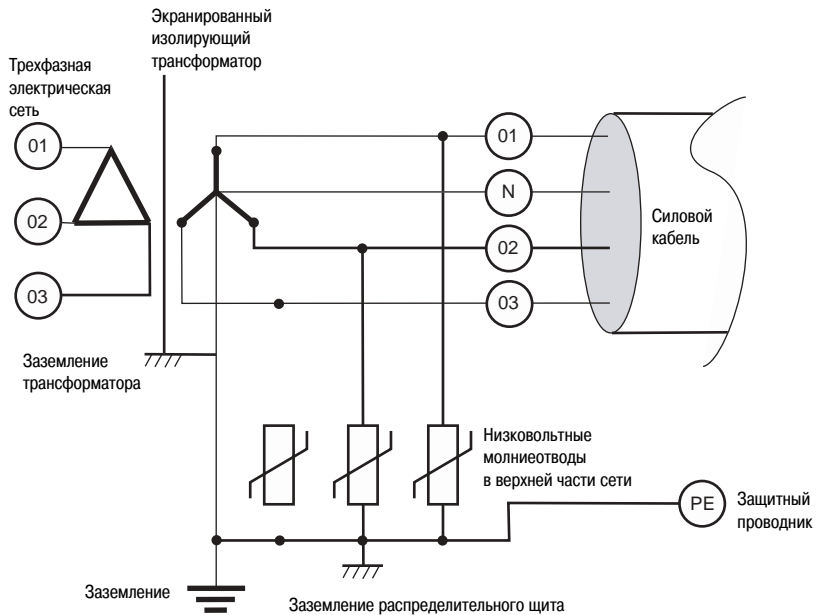 Экранированный
изолирующий
трансформатор
Трехфазная
электрическая
сеть
01
02
03
01
N
02
03
Силовой
кабель
Заземление
трансформатора
Низковольтные
молниеотводы
в верхней части сети
PE
Защитный
проводник
Заземление
Заземление распределительного щита